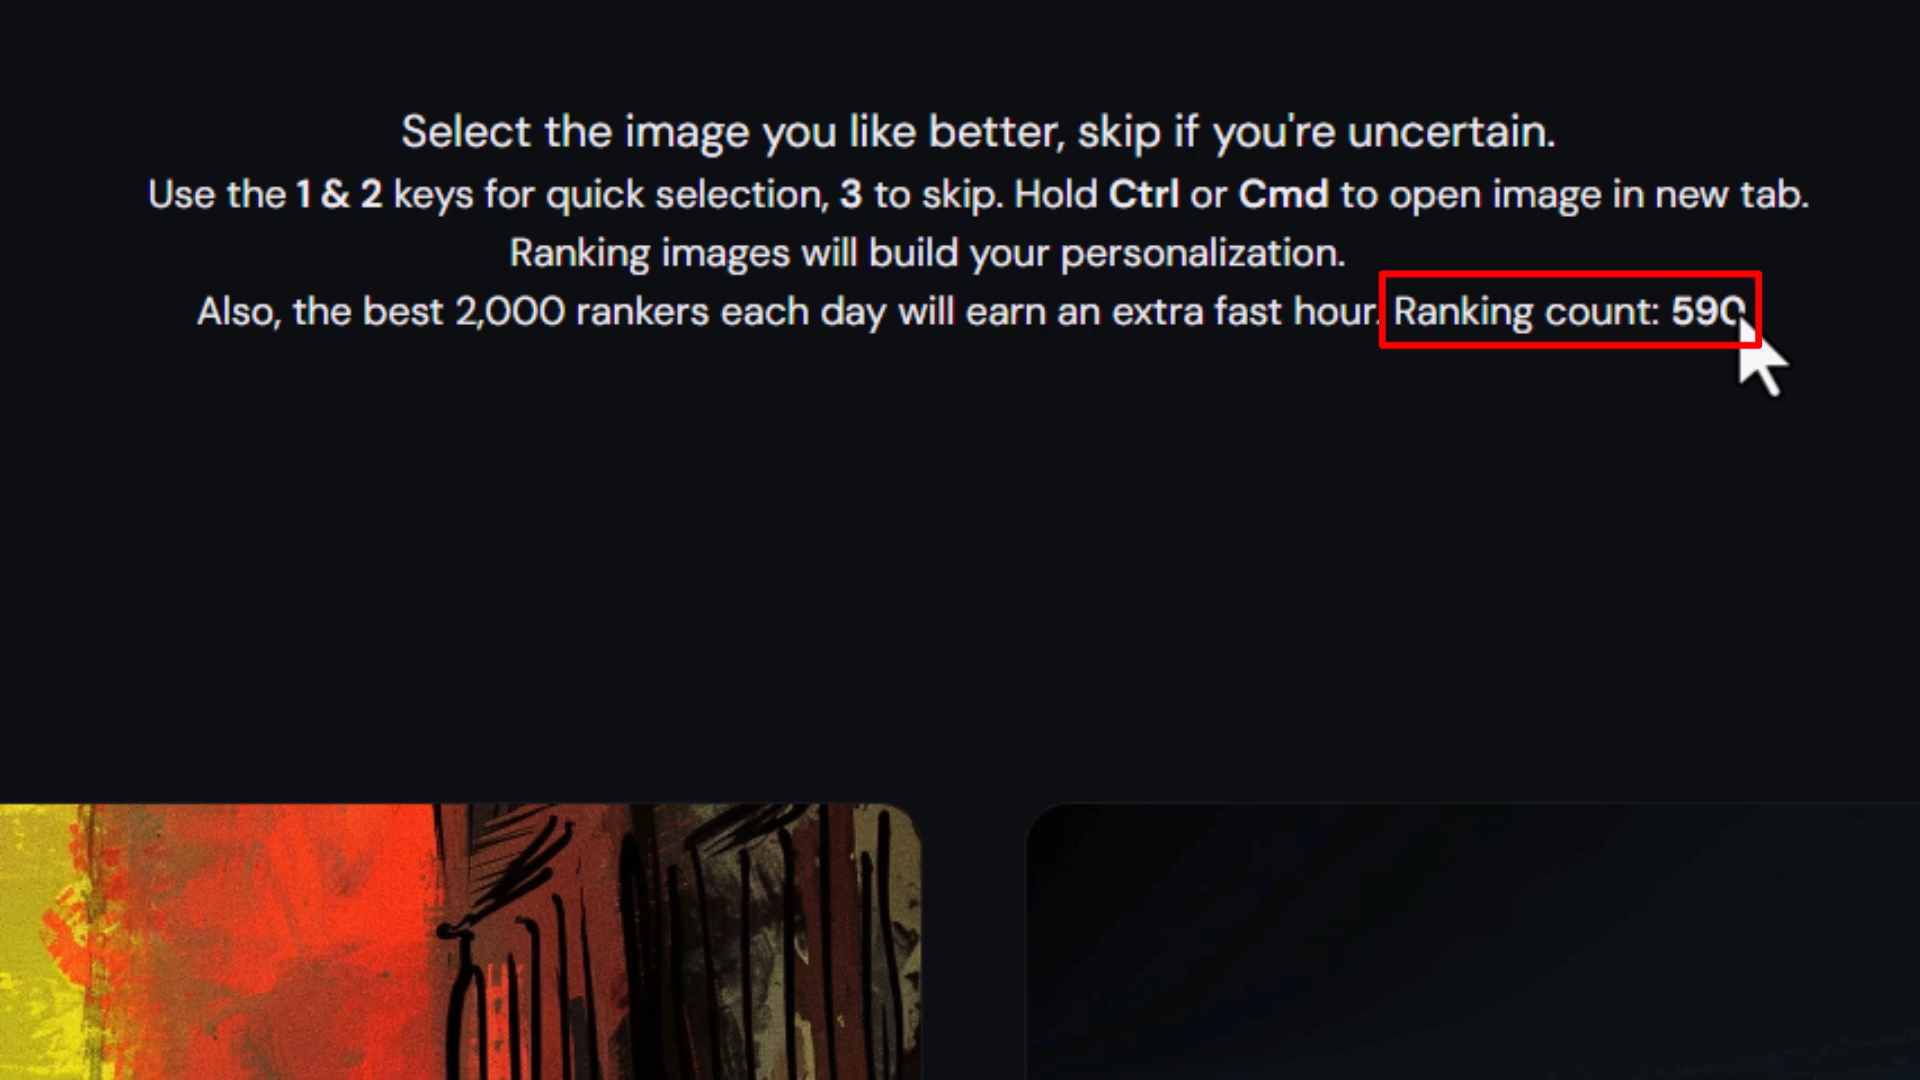 Select the image you like better, skip if you're uncertain.
Use the 1 & 2 keys for quick selection, 3 to skip. Hold Ctrl or Cmd to open image in new tab.
Ranking images will build your personalization.
Also, the best 2,000 rankers each day will earn an extra fast hour. Ranking count: 590